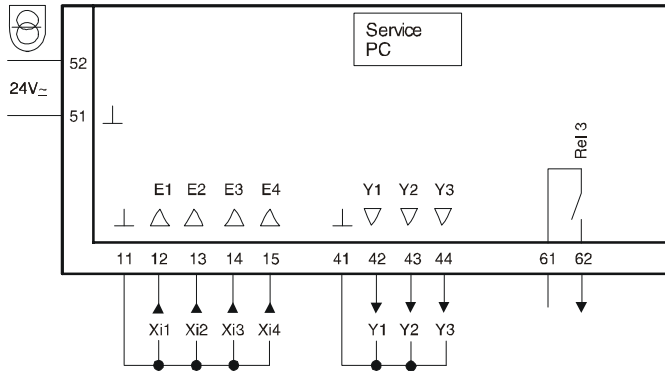 Service
PC
52
24V≂
51
Rel 3
E1 E2 E3 E4 Y1 Y2 Y3
11 12 13 14 15 41 42 43 44 61 62
Xi1 Xi2 Xi3 Xi4 Y1 Y2 Y3